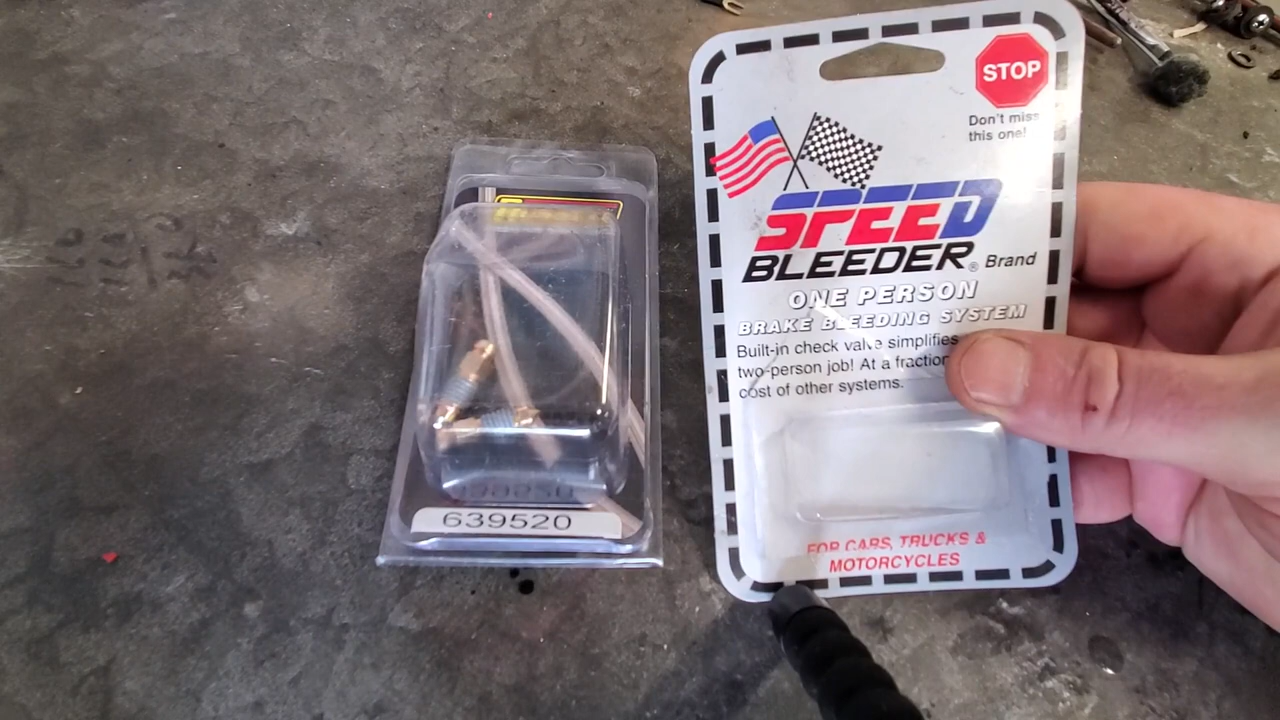 639520
STOP
Don't miss
this one!
SPEED
BLEEDER® Brand
ONE PERSON
BRAKE BLEEDING SYSTEM
Built-in check valve simplifies
two-person job! At a fraction
cost of other systems.
FOR CARS, TRUCKS &
MOTORCYCLES